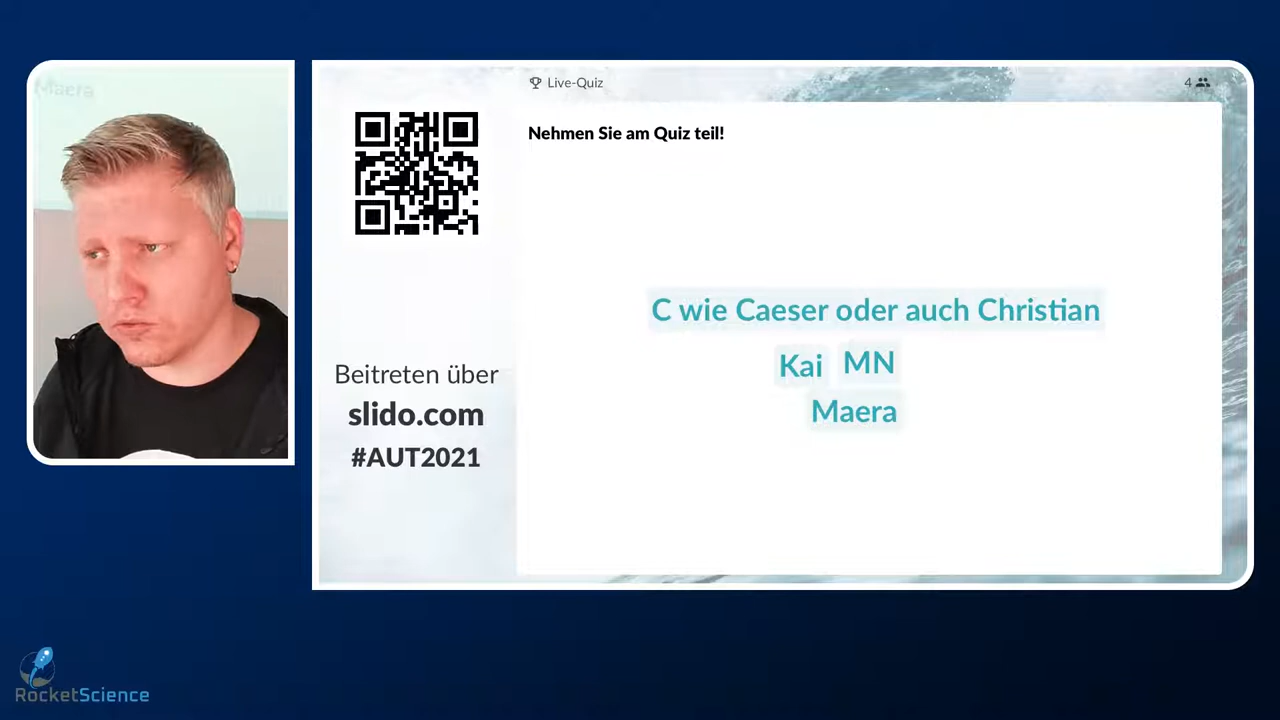 Maera
Live-Quiz
4
Nehmen Sie am Quiz teil!
C wie Caeser oder auch Christian
Kai MN
Maera
Beitreten über
slido.com
#AUT2021
RocketScience